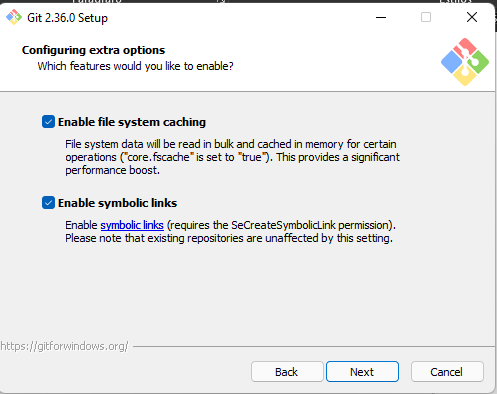 Git 2.36.0 Setup
Configuring extra options
Which features would you like to enable?
Enable file system caching
File system data will be read in bulk and cached in memory for certain
operations ("core.fscache" is set to "true"). This provides a significant
performance boost.
Enable symbolic links
Enable symbolic links (requires the SeCreateSymbolicLink permission).
Please note that existing repositories are unaffected by this setting.
https://gitforwindows.org/
Back
Next
Cancel